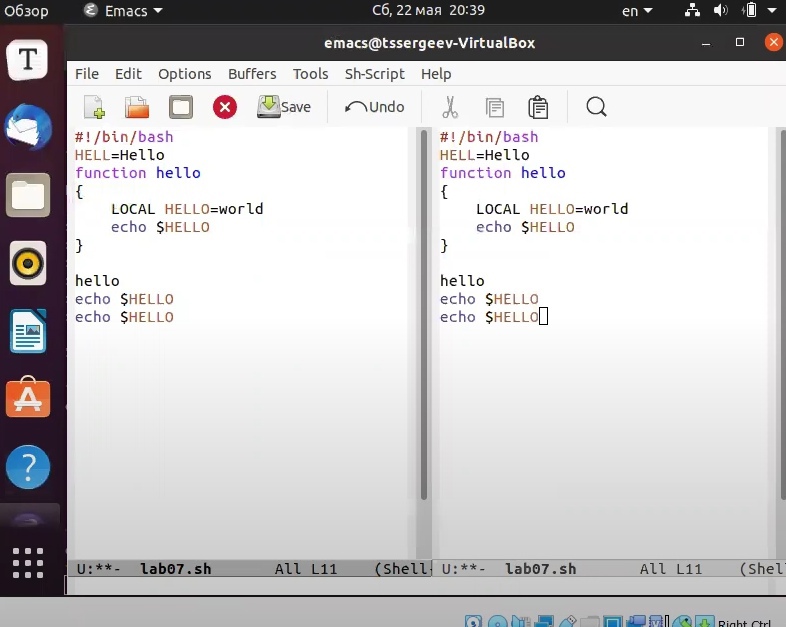 Обзор Emacs Сб, 22 мая 20:39 en
emacs@tssergeev-VirtualBox
File Edit Options Buffers Tools Sh-Script Help
Save Undo
#!/bin/bash
HELL=Hello
function hello
{
    LOCAL HELLO=world
    echo $HELLO
}
hello
echo $HELLO
echo $HELLO
U:**- lab07.sh All L11 (Shell-
#!/bin/bash
HELL=Hello
function hello
{
    LOCAL HELLO=world
    echo $HELLO
}
hello
echo $HELLO
echo $HELLO
U:**- lab07.sh All L11 (Shel
Right Ctrl